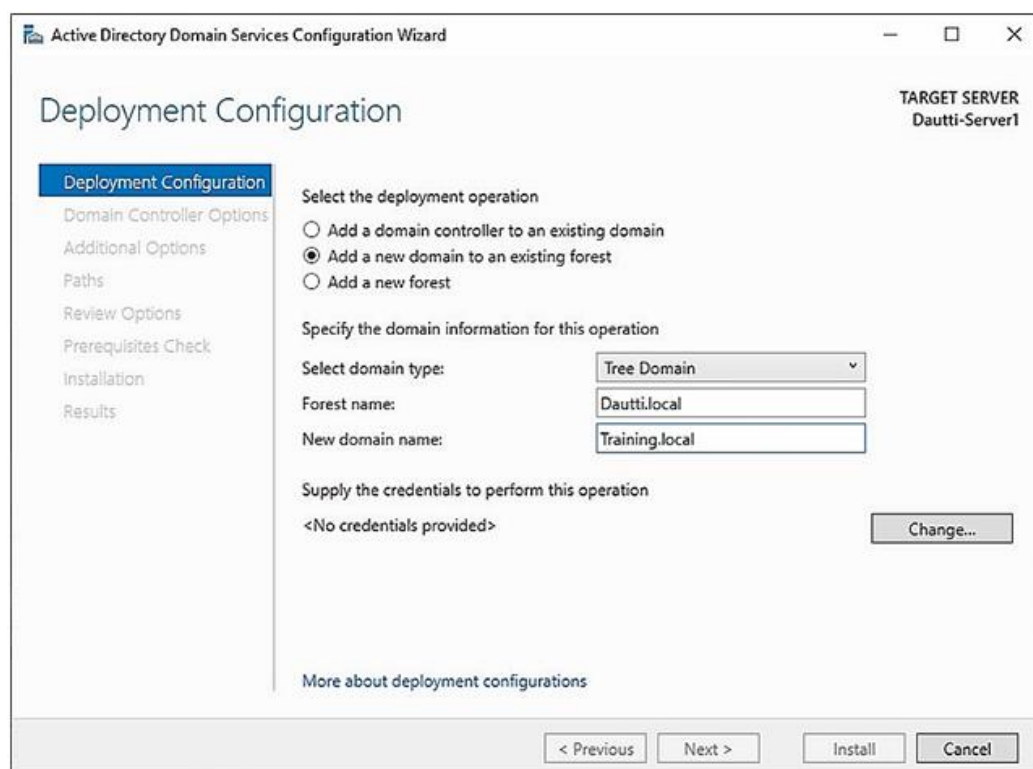 Active Directory Domain Services Configuration Wizard
Deployment Configuration
TARGET SERVER
Dautti-Server1
Deployment Configuration
Domain Controller Options
Additional Options
Paths
Review Options
Prerequisites Check
Installation
Results
Select the deployment operation
Add a domain controller to an existing domain
Add a new domain to an existing forest
Add a new forest
Specify the domain information for this operation
Select domain type: Tree Domain
Forest name: Dautti.local
New domain name: Training.local
Supply the credentials to perform this operation
<No credentials provided> Change...
More about deployment configurations
< Previous Next > Install Cancel